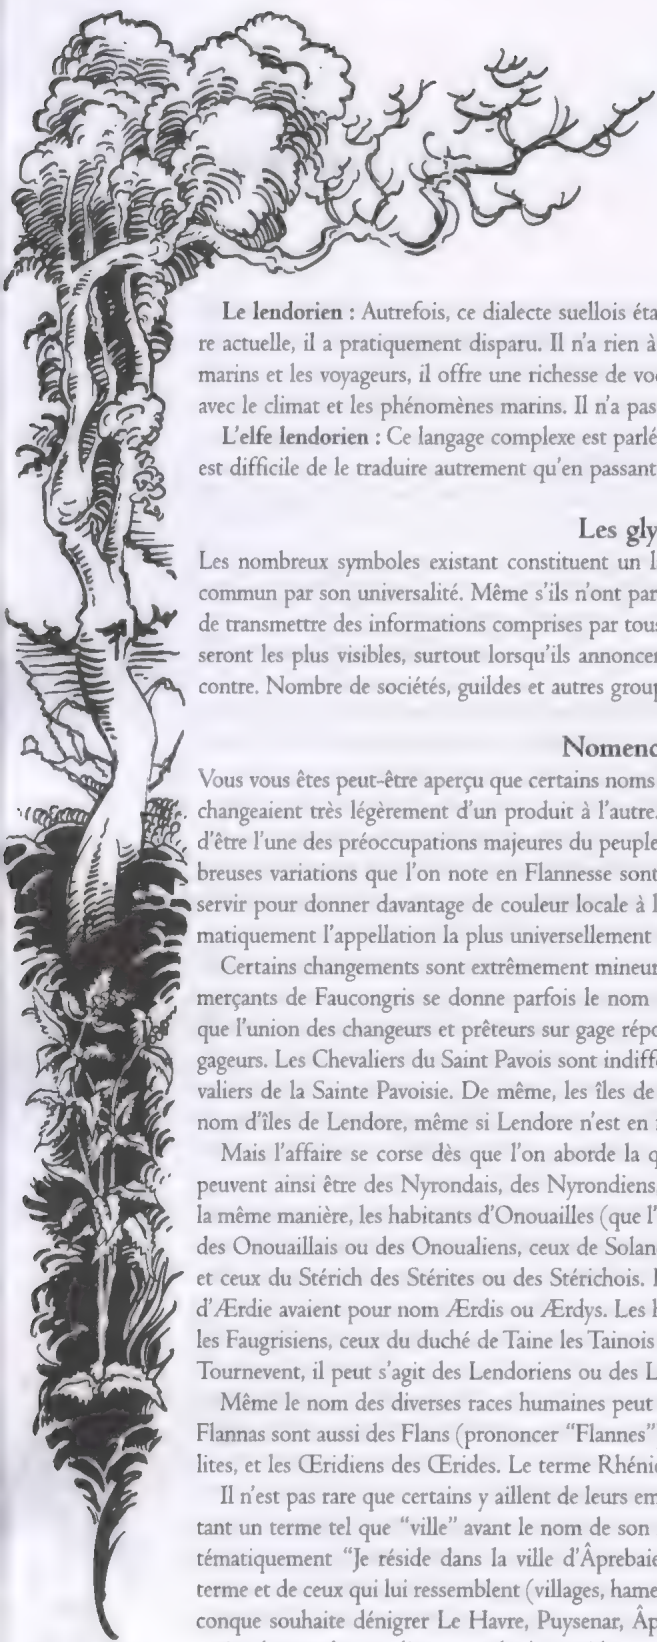 Le lendorien : Autrefois, ce dialecte suellois éta
re actuelle, il a pratiquement disparu. Il n'a rien à
marins et les voyageurs, il offre une richesse de vo
avec le climat et les phénomènes marins. Il n'a pas
L'elfe lendorien : Ce langage complexe est parlé
est difficile de le traduire autrement qu'en passant
Les gly
Les nombreux symboles existant constituent un l
commun par son universalité. Même s'ils n'ont par
de transmettre des informations comprises par tous
seront les plus visibles, surtout lorsqu'ils annoncer
contre. Nombre de sociétés, guildes et autres group
Nomenc
Vous vous êtes peut-être aperçu que certains noms
changeaient très légèrement d'un produit à l'autre.
d'être l'une des préoccupations majeures du peuple
breuses variations que l'on note en Flannesse sont
servir pour donner davantage de couleur locale à l
matiquement l'appellation la plus universellement
Certains changements sont extrêmement mineur
merçants de Faucongris se donne parfois le nom
que l'union des changeurs et prêteurs sur gage répo
gageurs. Les Chevaliers du Saint Pavois sont indiff
valiers de la Sainte Pavoisie. De même, les îles de
nom d'îles de Lendore, même si Lendore n'est en
Mais l'affaire se corse dès que l'on aborde la q
peuvent ainsi être des Nyrondais, des Nyrondiens,
la même manière, les habitants d'Onouailles (que l'
des Onouaillais ou des Onoualiens, ceux de Solan
et ceux du Stérich des Stérites ou des Stérichois.
d'Ærdie avaient pour nom Ærdis ou Ærdys. Les
les Faugrisiens, ceux du duché de Taine les Tainois
Tournevent, il peut s'agit des Lendoriens ou des L
Même le nom des diverses races humaines peut
Flannas sont aussi des Flans (prononcer "Flannes"
lites, et les Œridiens des Œrides. Le terme Rhénic
Il n'est pas rare que certains y aillent de leurs em
tant un terme tel que "ville" avant le nom de son
tématiquement "Je réside dans la ville d'Âprebaie
terme et de ceux qui lui ressemblent (villages, hame
conque souhaite dénigrer Le Havre, Puysenar, Âp